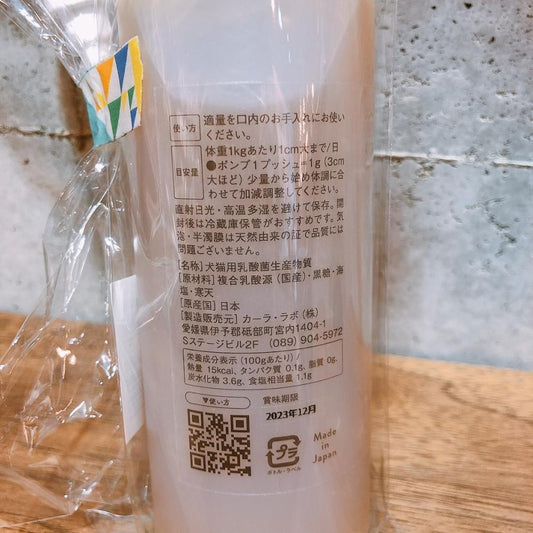 使い方
適量を口内のお手入れにお使い
ください。
目安量
体重1kgあたり1cm大まで/日
●ポンプ1プッシュ=1g (3cm
大ほど) 少量から始め体調に合
わせて加減調整してください。
直射日光・高温多湿を避けて保存。開
封後は冷蔵庫保管がおすすめです。気
泡・半濁膜は天然由来の証で品質には
問題ございません。
[名称] 犬猫用乳酸菌生産物質
[原材料] 複合乳酸源 (国産)・黒糖・海
塩・寒天
[原産国] 日本
[製造販売元] カーラ・ラボ (株)
愛媛県伊予郡砥部町宮内1404-1
Sステージビル2F (089) 904-5972
栄養成分表示 (100gあたり) /
熱量 15kcal、タンパク質 0.1g、脂質 0g、
炭水化物 3.6g、食塩相当量 1.1g
▼使い方
賞味期限
2023年12月
プラ
ボトル・ラベル
Made
in
Japan